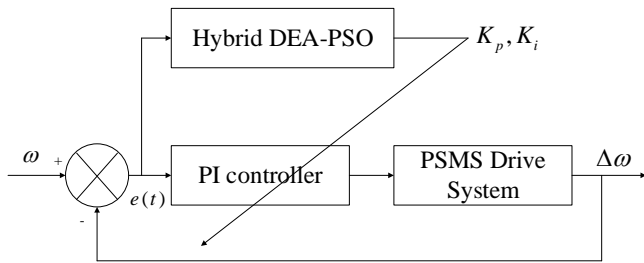 Hybrid DEA-PSO
K_p, K_i
ω
+
PI controller
PSMS Drive
System
Δω
e(t)
-